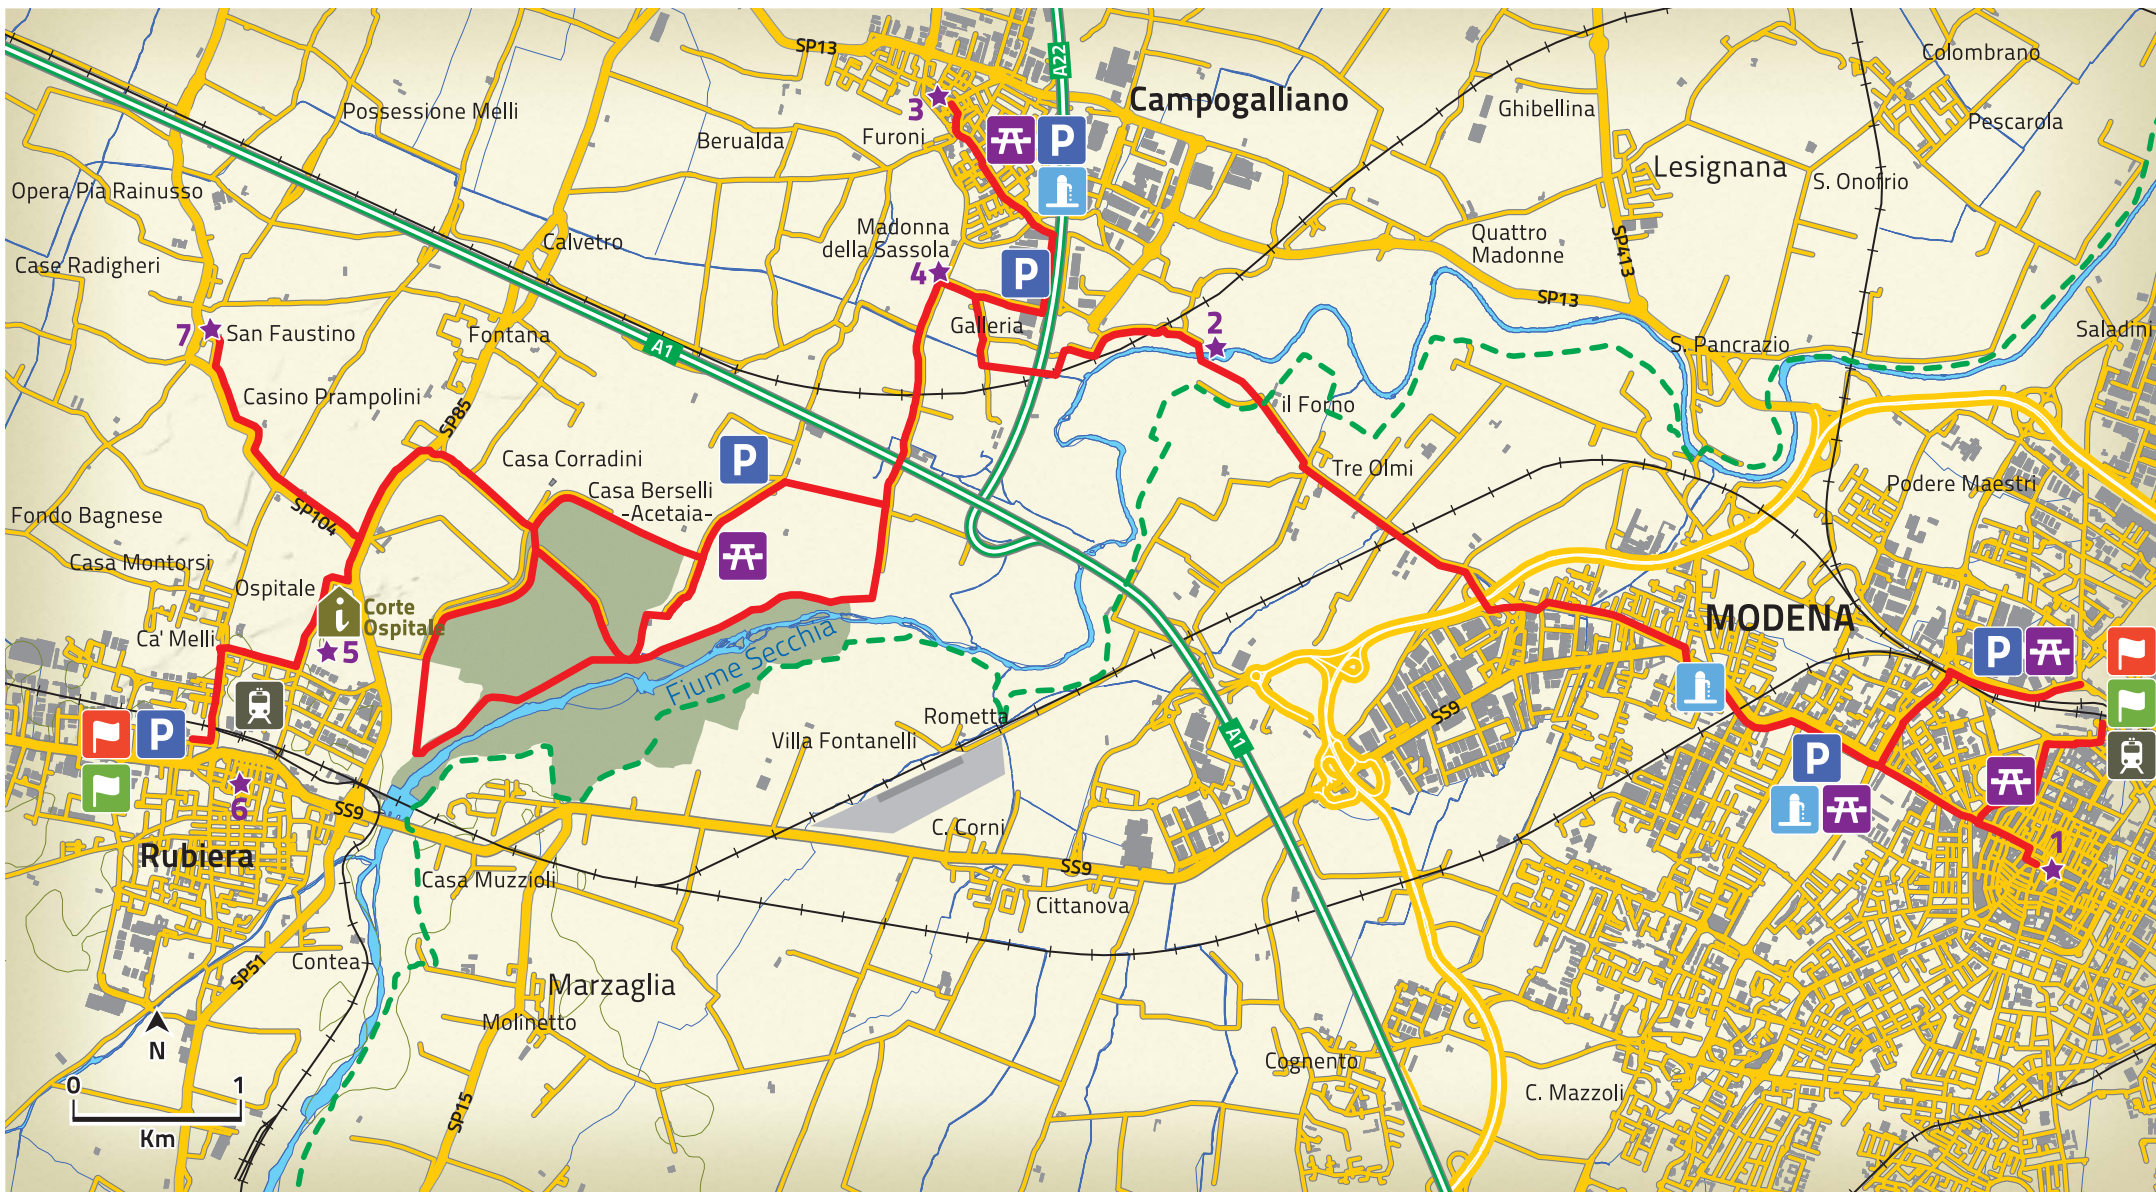 SP13
A22
Colombrano
Possessione Melli
3
Campogalliano
Ghibellina
Pescarola
Berualda
Furoni
P
Lesignana
S. Onofrio
Opera Pia Rainusso
Madonna
della Sassola
Calvetro
Quattro
Madonne
SP413
Case Radigheri
4
P
SP13
7
San Faustino
Fontana
A1
Galleria
2
S. Pancrazio
Saladini
Casino Prampolini
SP85
il Forno
Casa Corradini
P
Tre Olmi
Casa Berselli
-Acetaia-
Podere Maestri
Fondo Bagnese
SP104
Casa Montorsi
Ospitale
i
Corte
Ospitale
MODENA
Ca' Melli
5
Fiume Secchia
P
P
SS9
Rometta
Villa Fontanelli
A1
P
6
SS9
C. Corni
1
Rubiera
SS9
Casa Muzzioli
Cittanova
Contea
SP51
Marzaglia
Molinetto
N
Cognento
0 1
Km
C. Mazzoli
SP15